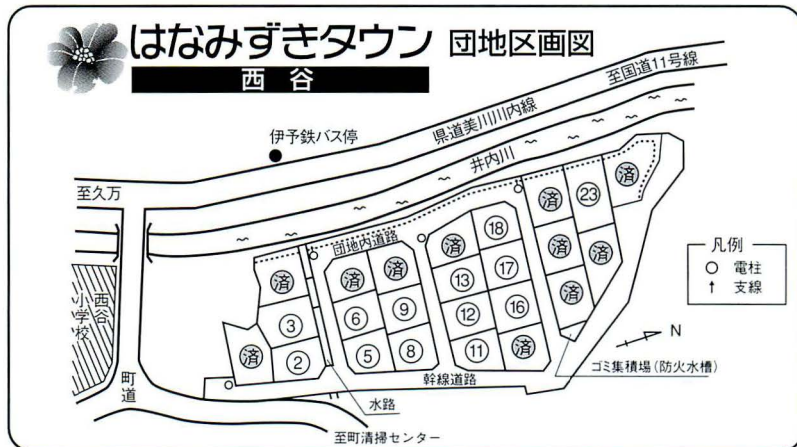 はなみずきタウン 団地区画図
西谷
至国道11号線
県道美川川内線
伊予鉄バス停
井内川
至久万
団地内道路
済
23
済
済
18
済
済
済
済
済
凡例
電柱
支線
13
17
済
3
6
9
12
16
済
西谷小学校
済
2
5
8
11
済
N
ゴミ集積場(防火水槽)
幹線道路
町道
水路
至町清掃センター